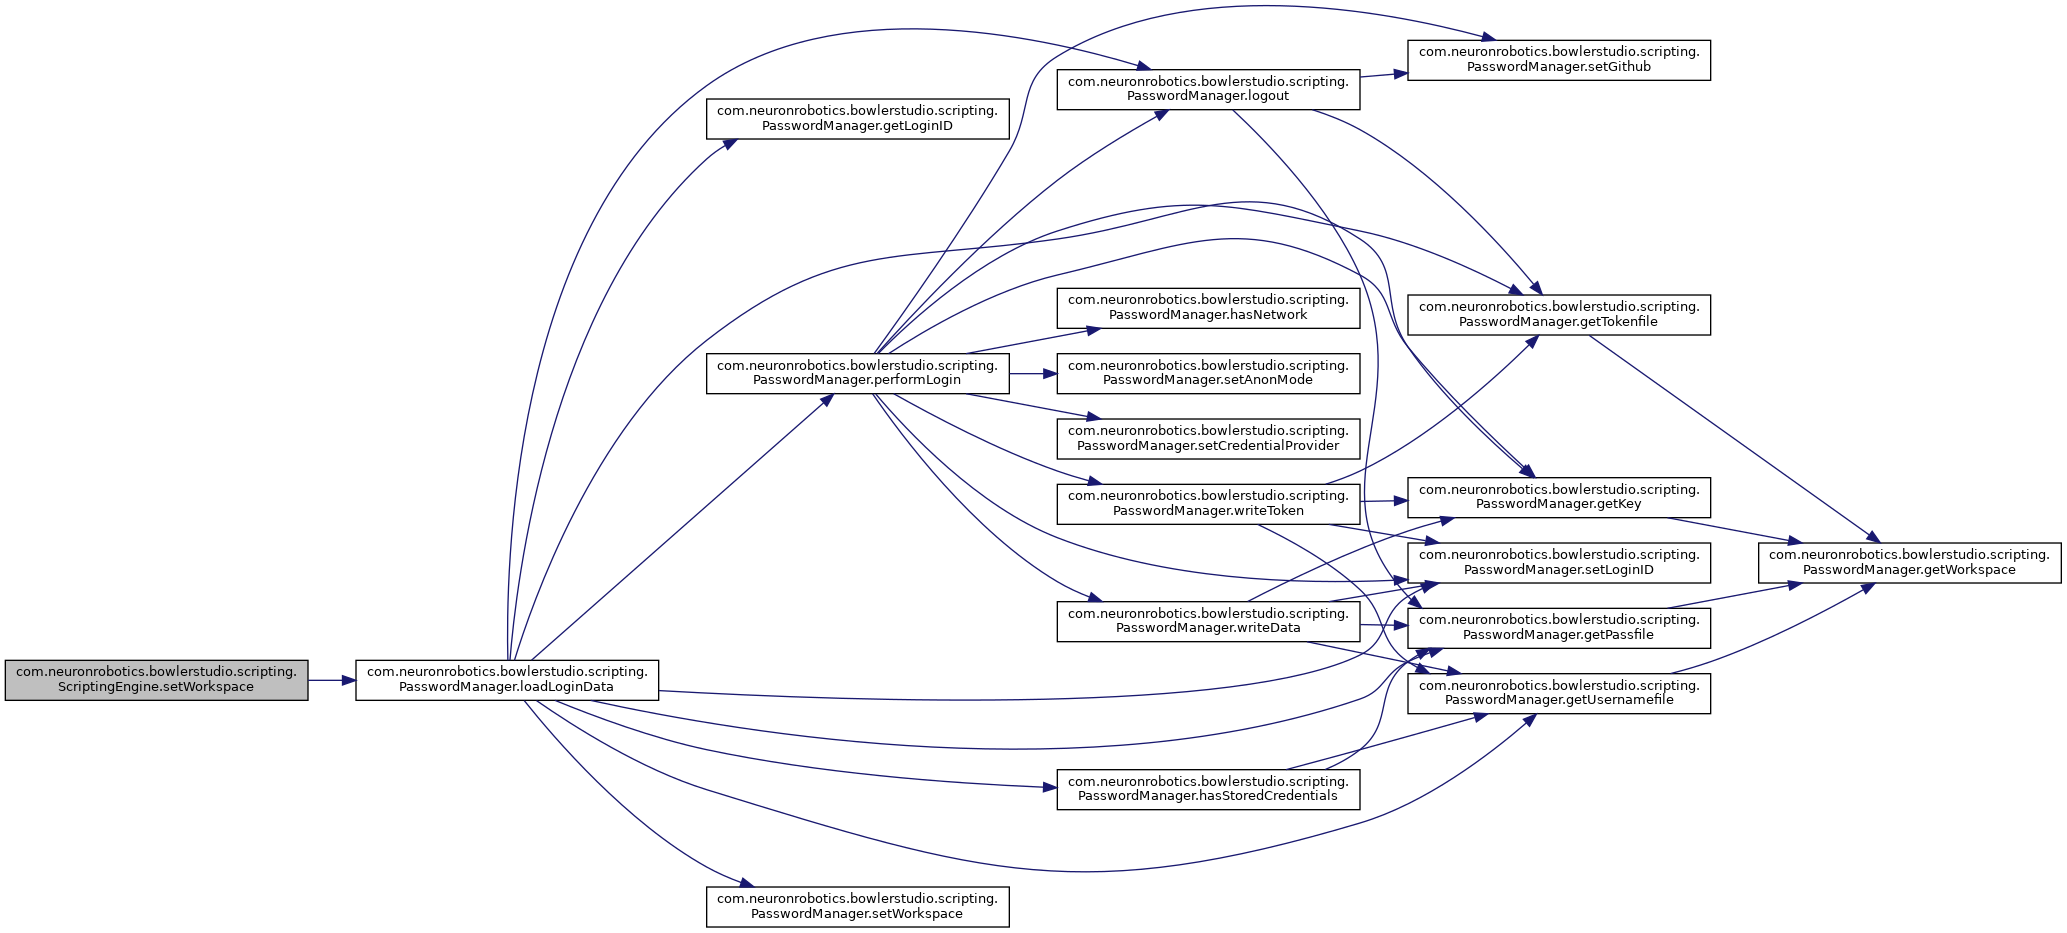 com.neuronrobotics.bowlerstudio.scripting.
ScriptingEngine.setWorkspace
com.neuronrobotics.bowlerstudio.scripting.
PasswordManager.loadLoginData
com.neuronrobotics.bowlerstudio.scripting.
PasswordManager.getLoginID
com.neuronrobotics.bowlerstudio.scripting.
PasswordManager.performLogin
com.neuronrobotics.bowlerstudio.scripting.
PasswordManager.setWorkspace
com.neuronrobotics.bowlerstudio.scripting.
PasswordManager.logout
com.neuronrobotics.bowlerstudio.scripting.
PasswordManager.hasNetwork
com.neuronrobotics.bowlerstudio.scripting.
PasswordManager.setAnonMode
com.neuronrobotics.bowlerstudio.scripting.
PasswordManager.setCredentialProvider
com.neuronrobotics.bowlerstudio.scripting.
PasswordManager.writeToken
com.neuronrobotics.bowlerstudio.scripting.
PasswordManager.writeData
com.neuronrobotics.bowlerstudio.scripting.
PasswordManager.hasStoredCredentials
com.neuronrobotics.bowlerstudio.scripting.
PasswordManager.setGithub
com.neuronrobotics.bowlerstudio.scripting.
PasswordManager.getTokenfile
com.neuronrobotics.bowlerstudio.scripting.
PasswordManager.getKey
com.neuronrobotics.bowlerstudio.scripting.
PasswordManager.setLoginID
com.neuronrobotics.bowlerstudio.scripting.
PasswordManager.getPassfile
com.neuronrobotics.bowlerstudio.scripting.
PasswordManager.getUsernamefile
com.neuronrobotics.bowlerstudio.scripting.
PasswordManager.getWorkspace